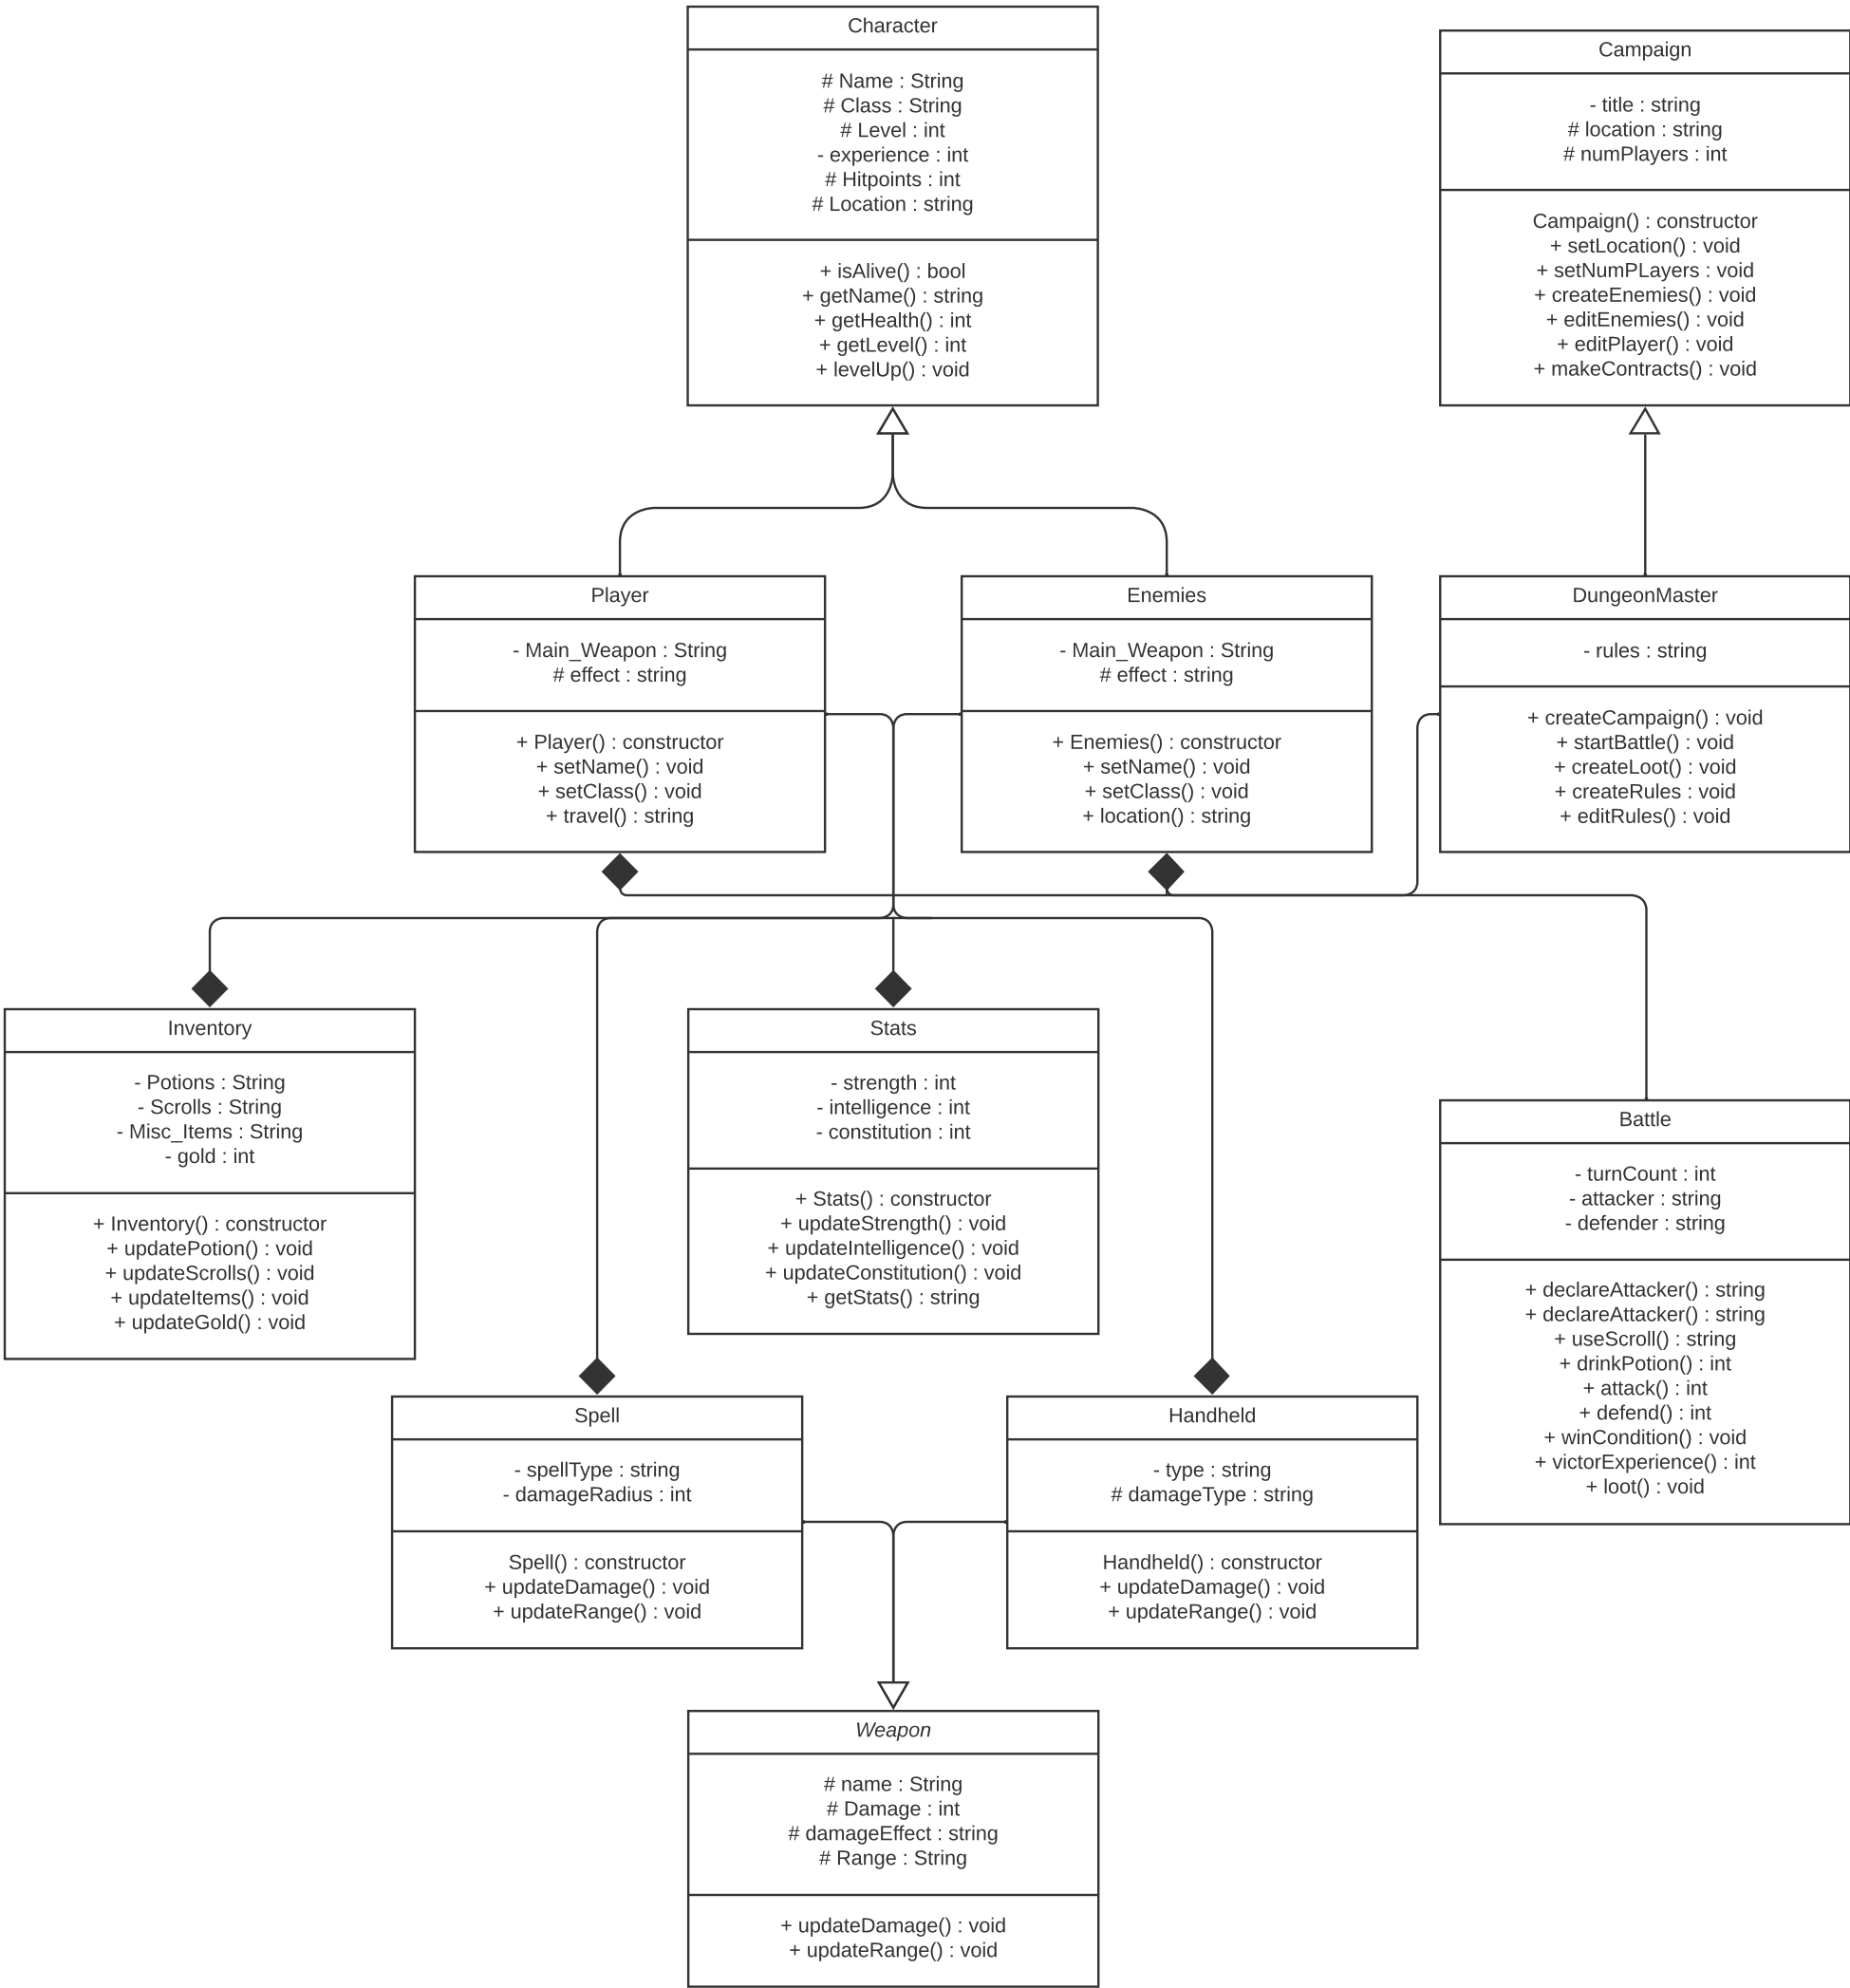 Character
# Name : String
# Class : String
# Level : int
- experience : int
# Hitpoints : int
# Location : string
+ isAlive() : bool
+ getName() : string
+ getHealth() : int
+ getLevel() : int
+ levelUp() : void
Campaign
- title : string
# location : string
# numPlayers : int
Campaign() : constructor
+ setLocation() : void
+ setNumPLayers : void
+ createEnemies() : void
+ editEnemies() : void
+ editPlayer() : void
+ makeContracts() : void
Player
- Main_Weapon : String
# effect : string
+ Player() : constructor
+ setName() : void
+ setClass() : void
+ travel() : string
Enemies
- Main_Weapon : String
# effect : string
+ Enemies() : constructor
+ setName() : void
+ setClass() : void
+ location() : string
DungeonMaster
- rules : string
+ createCampaign() : void
+ startBattle() : void
+ createLoot() : void
+ createRules : void
+ editRules() : void
Inventory
- Potions : String
- Scrolls : String
- Misc_Items : String
- gold : int
+ Inventory() : constructor
+ updatePotion() : void
+ updateScrolls() : void
+ updateItems() : void
+ updateGold() : void
Stats
- strength : int
- intelligence : int
- constitution : int
+ Stats() : constructor
+ updateStrength() : void
+ updateIntelligence() : void
+ updateConstitution() : void
+ getStats() : string
Battle
- turnCount : int
- attacker : string
- defender : string
+ declareAttacker() : string
+ declareAttacker() : string
+ useScroll() : string
+ drinkPotion() : int
+ attack() : int
+ defend() : int
+ winCondition() : void
+ victorExperience() : int
+ loot() : void
Spell
- spellType : string
- damageRadius : int
Spell() : constructor
+ updateDamage() : void
+ updateRange() : void
Handheld
- type : string
# damageType : string
Handheld() : constructor
+ updateDamage() : void
+ updateRange() : void
Weapon
# name : String
# Damage : int
# damageEffect : string
# Range : String
+ updateDamage() : void
+ updateRange() : void